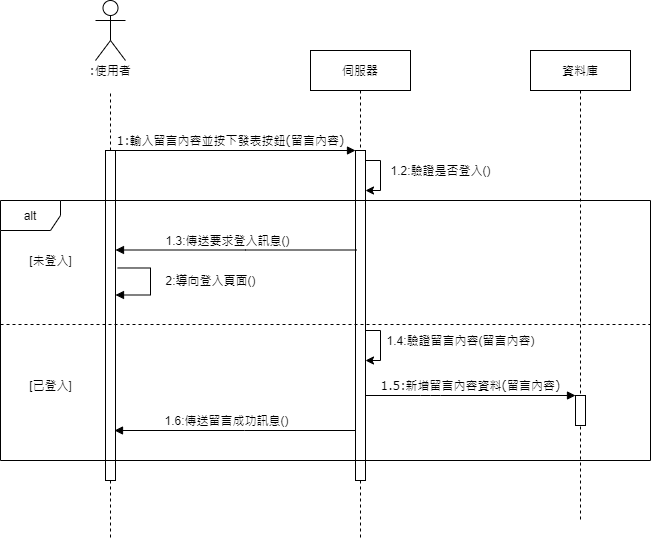 :使用者
伺服器
資料庫
1:輸入留言內容並按下發表按鈕(留言內容)
1.2:驗證是否登入()
alt
1.3:傳送要求登入訊息()
[未登入]
2:導向登入頁面()
1.4:驗證留言內容(留言內容)
[已登入]
1.5:新增留言內容資料(留言內容)
1.6:傳送留言成功訊息()